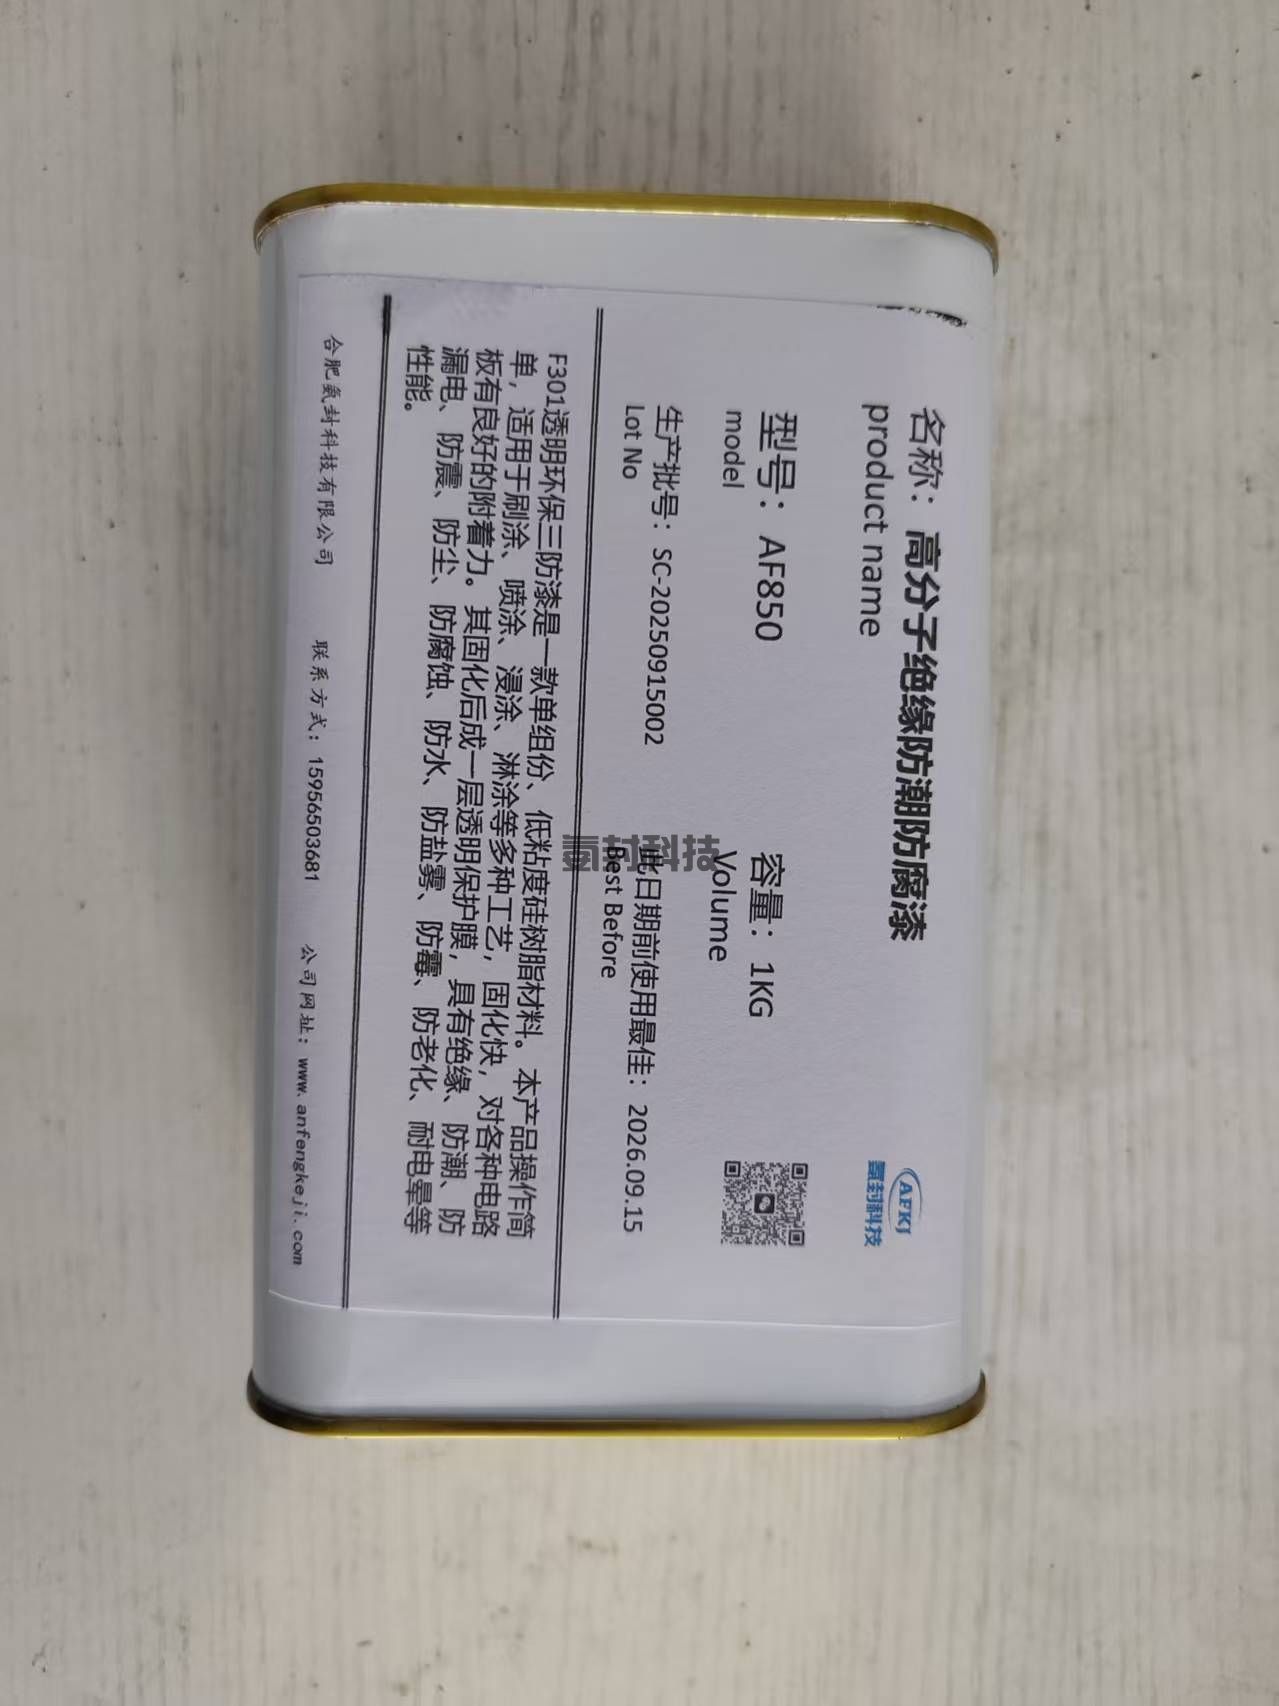 名称：高分子绝缘防潮防腐漆
product name
AFKJ
氨封科技
型号：AF850
容量：1KG
model
Volume
生产批号：SC-20250915002
此日期前使用最佳：2026.09.15
Lot No
Best Before
F301透明环保三防漆是一款单组份、低粘度硅树脂材料。本产品操作简
单，适用于刷涂、喷涂、浸涂、淋涂等多种工艺，固化快，对各种电路
板有良好的附着力。其固化后成一层透明保护膜，具有绝缘、防潮、防
漏电、防震、防尘、防腐蚀、防水、防盐雾、防霉、防老化、耐电晕等
性能。
合肥氨封科技有限公司 联系方式：15956503681 公司网址：www.anfengkeji.com
氨封科技